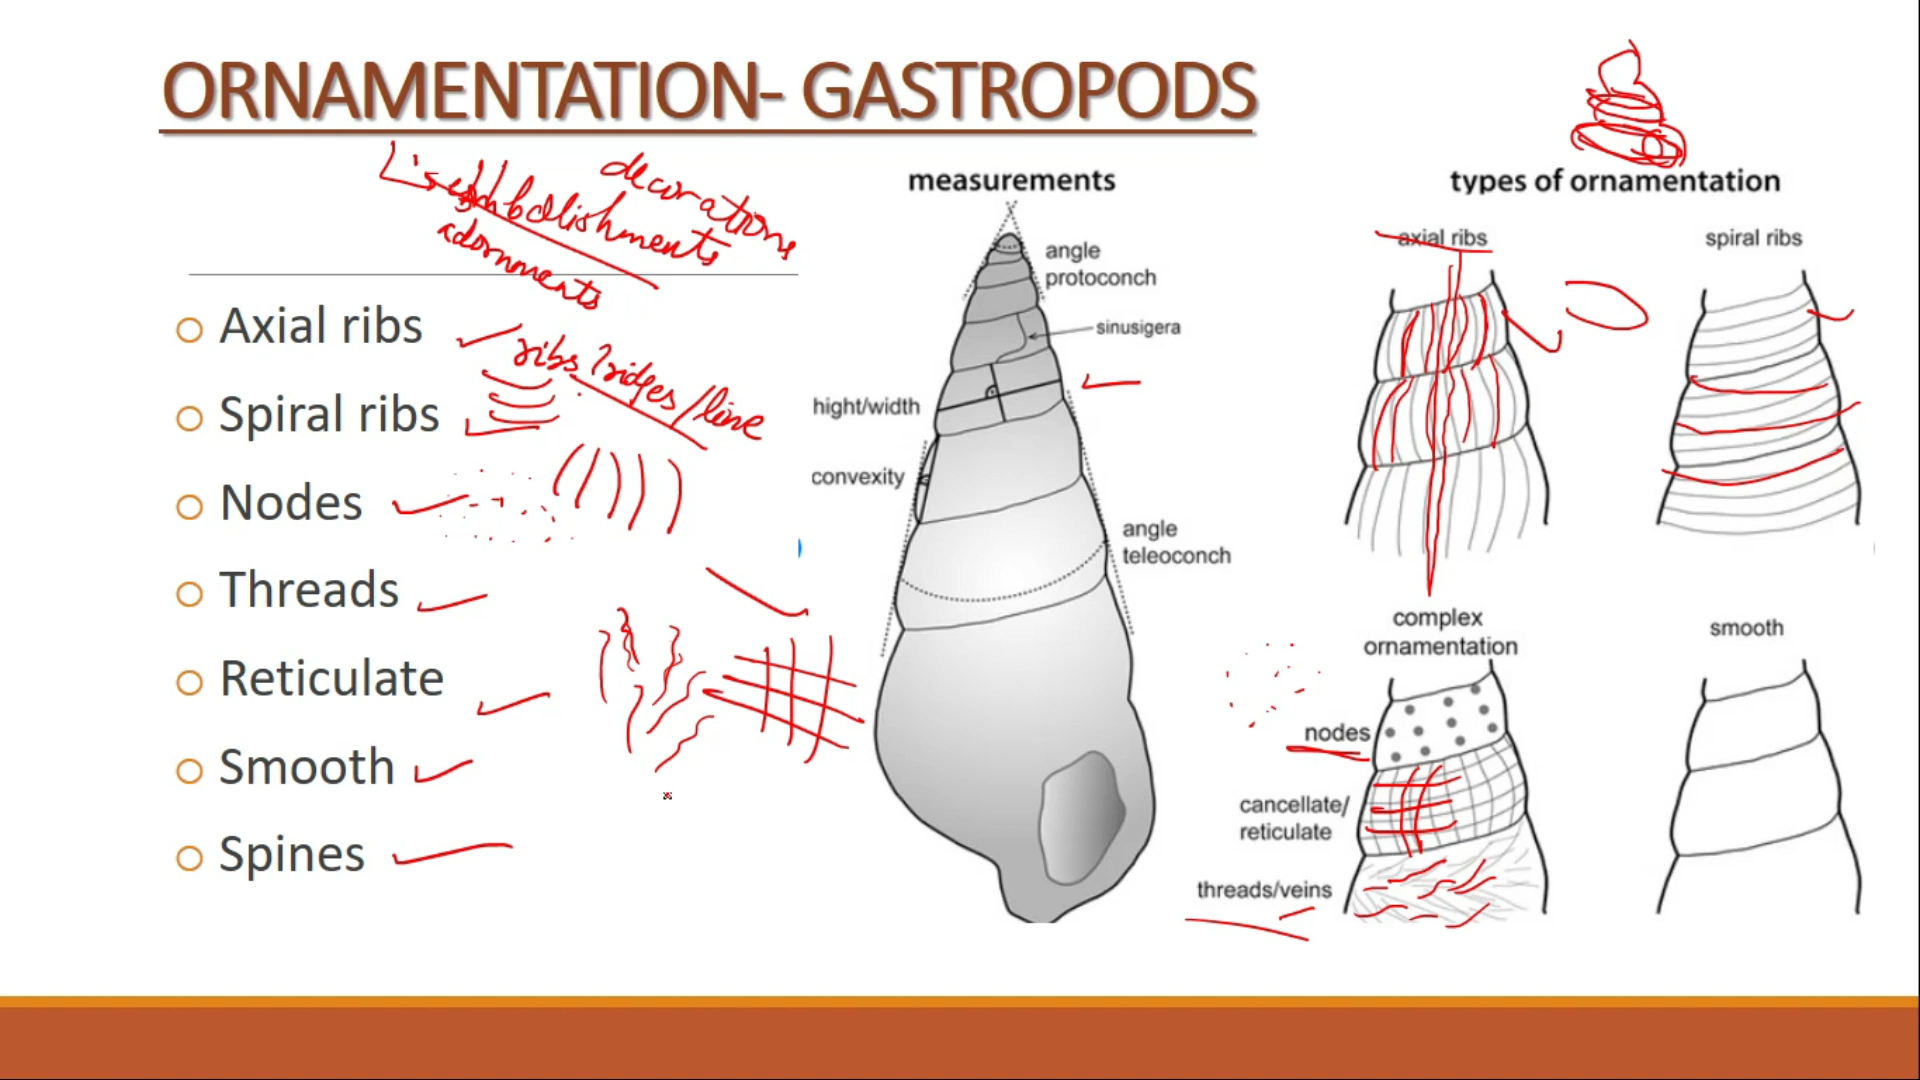 ORNAMENTATION- GASTROPODS
decorations
embellishments
adornments
Axial ribs
ribs / ridges / line
Spiral ribs
Nodes
Threads
Reticulate
Smooth
Spines
measurements
angle
protoconch
sinusigera
hight/width
convexity
angle
teleoconch
types of ornamentation
axial ribs
spiral ribs
complex
ornamentation
smooth
nodes
cancellate/
reticulate
threads/veins